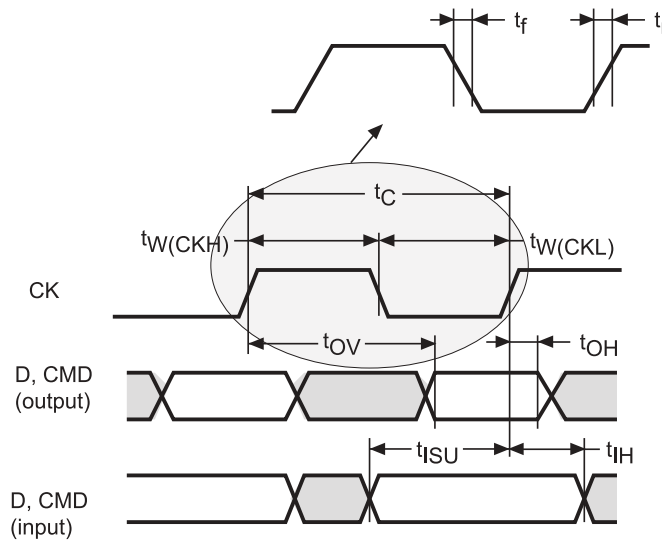 tf
tC
tW(CKH)
tW(CKL)
CK
tOV
tOH
D, CMD
(output)
tISU
tIH
D, CMD
(input)